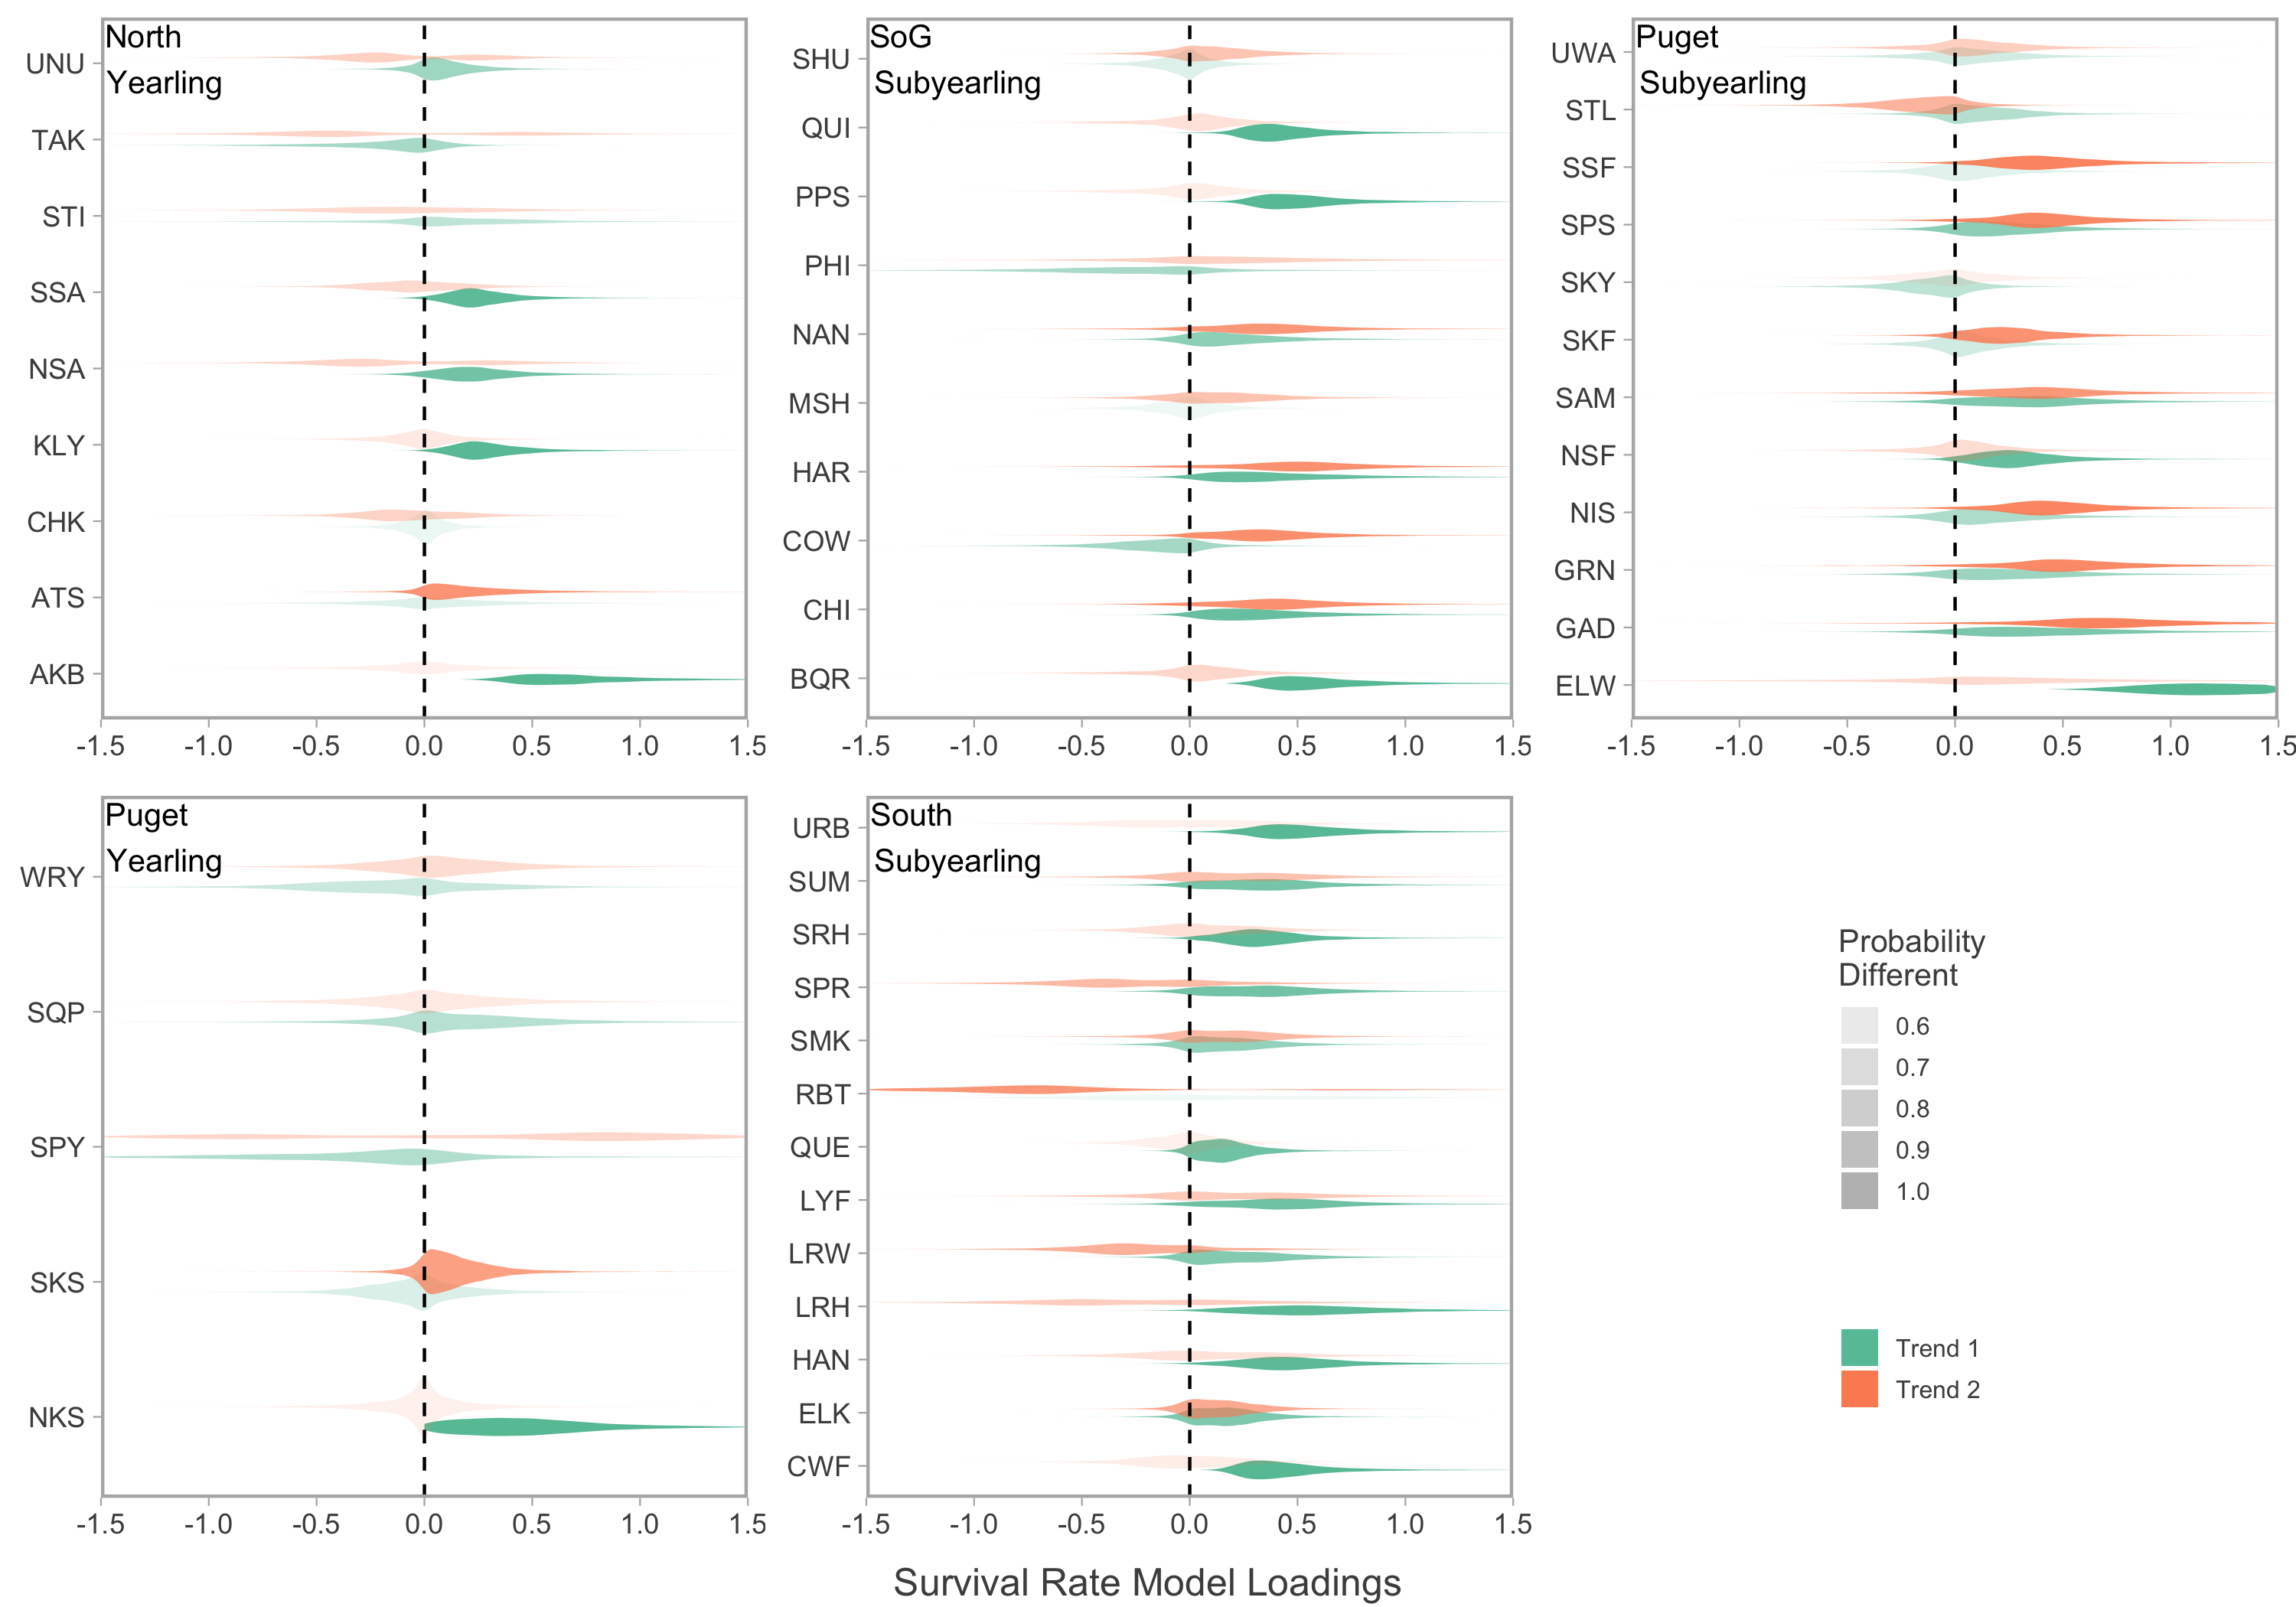 North
Yearling
UNU
TAK
STI
SSA
NSA
KLY
CHK
ATS
AKB
-1.5 -1.0 -0.5 0.0 0.5 1.0 1.5
SoG
Subyearling
SHU
QUI
PPS
PHI
NAN
MSH
HAR
COW
CHI
BQR
-1.5 -1.0 -0.5 0.0 0.5 1.0 1.5
Puget
Subyearling
UWA
STL
SSF
SPS
SKY
SKF
SAM
NSF
NIS
GRN
GAD
ELW
-1.5 -1.0 -0.5 0.0 0.5 1.0 1.5
Puget
Yearling
WRY
SQP
SPY
SKS
NKS
-1.5 -1.0 -0.5 0.0 0.5 1.0 1.5
South
Subyearling
URB
SUM
SRH
SPR
SMK
RBT
QUE
LYF
LRW
LRH
HAN
ELK
CWF
-1.5 -1.0 -0.5 0.0 0.5 1.0 1.5
Probability
Different
0.6
0.7
0.8
0.9
1.0
Trend 1
Trend 2
Survival Rate Model Loadings